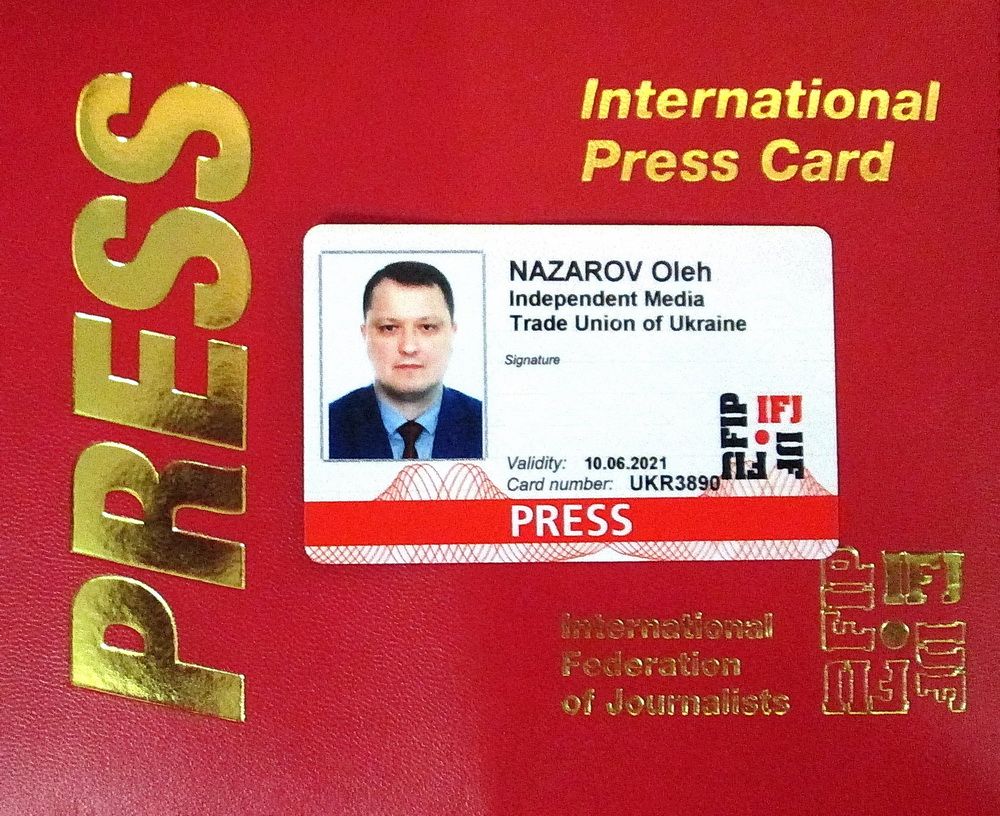 PRESS
International
Press Card
NAZAROV Oleh
Independent Media
Trade Union of Ukraine
Signature
FIP IFJ
Validity: 10.06.2021
Card number: UKR3890
PRESS
FIP IFJ
International
Federation
of Journalists